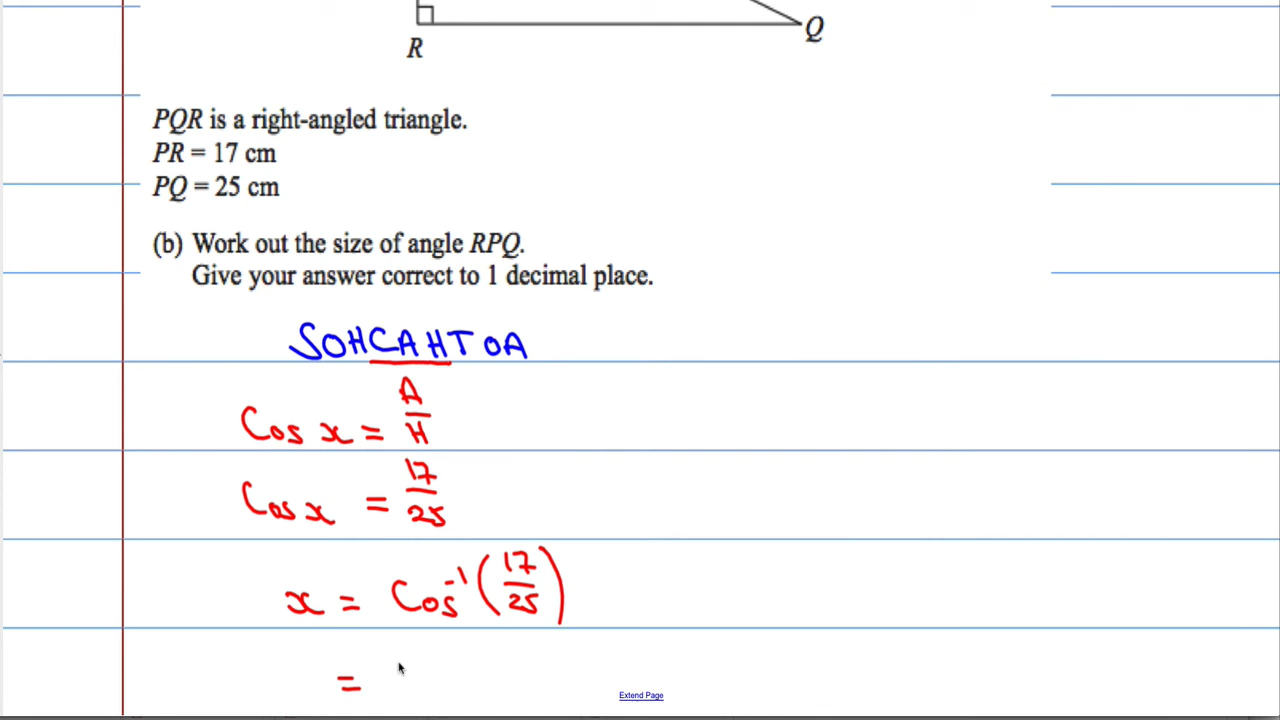 R
Q
PQR is a right-angled triangle.
PR = 17 cm
PQ = 25 cm
(b) Work out the size of angle RPQ.
Give your answer correct to 1 decimal place.
SOHCAHTOA
Cos x = A/H
Cos x = 17/25
x = Cos⁻¹(17/25)
=
Extend Page